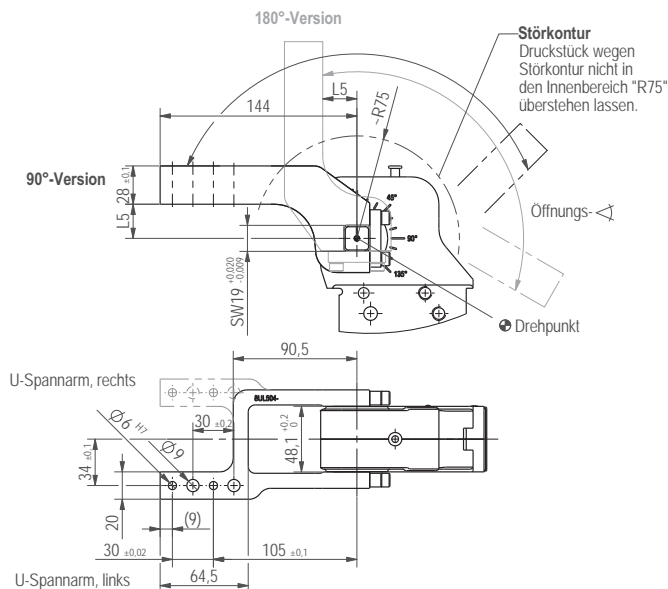 180°-Version
Störkontur
Druckstück wegen
Störkontur nicht in
den Innenbereich "R75"
überstehen lassen.
L5
144
~R75
90°-Version
28 ±0,1
L5
45°
90°
135°
Öffnungs-
SW19 +0,020 -0,009
Drehpunkt
90,5
U-Spannarm, rechts
8UL504-
Ø6 H7
Ø9
30 ±0,2
48,1 +0,2 0
34 ±0,1
20
(9)
30 ±0,02
105 ±0,1
64,5
U-Spannarm, links